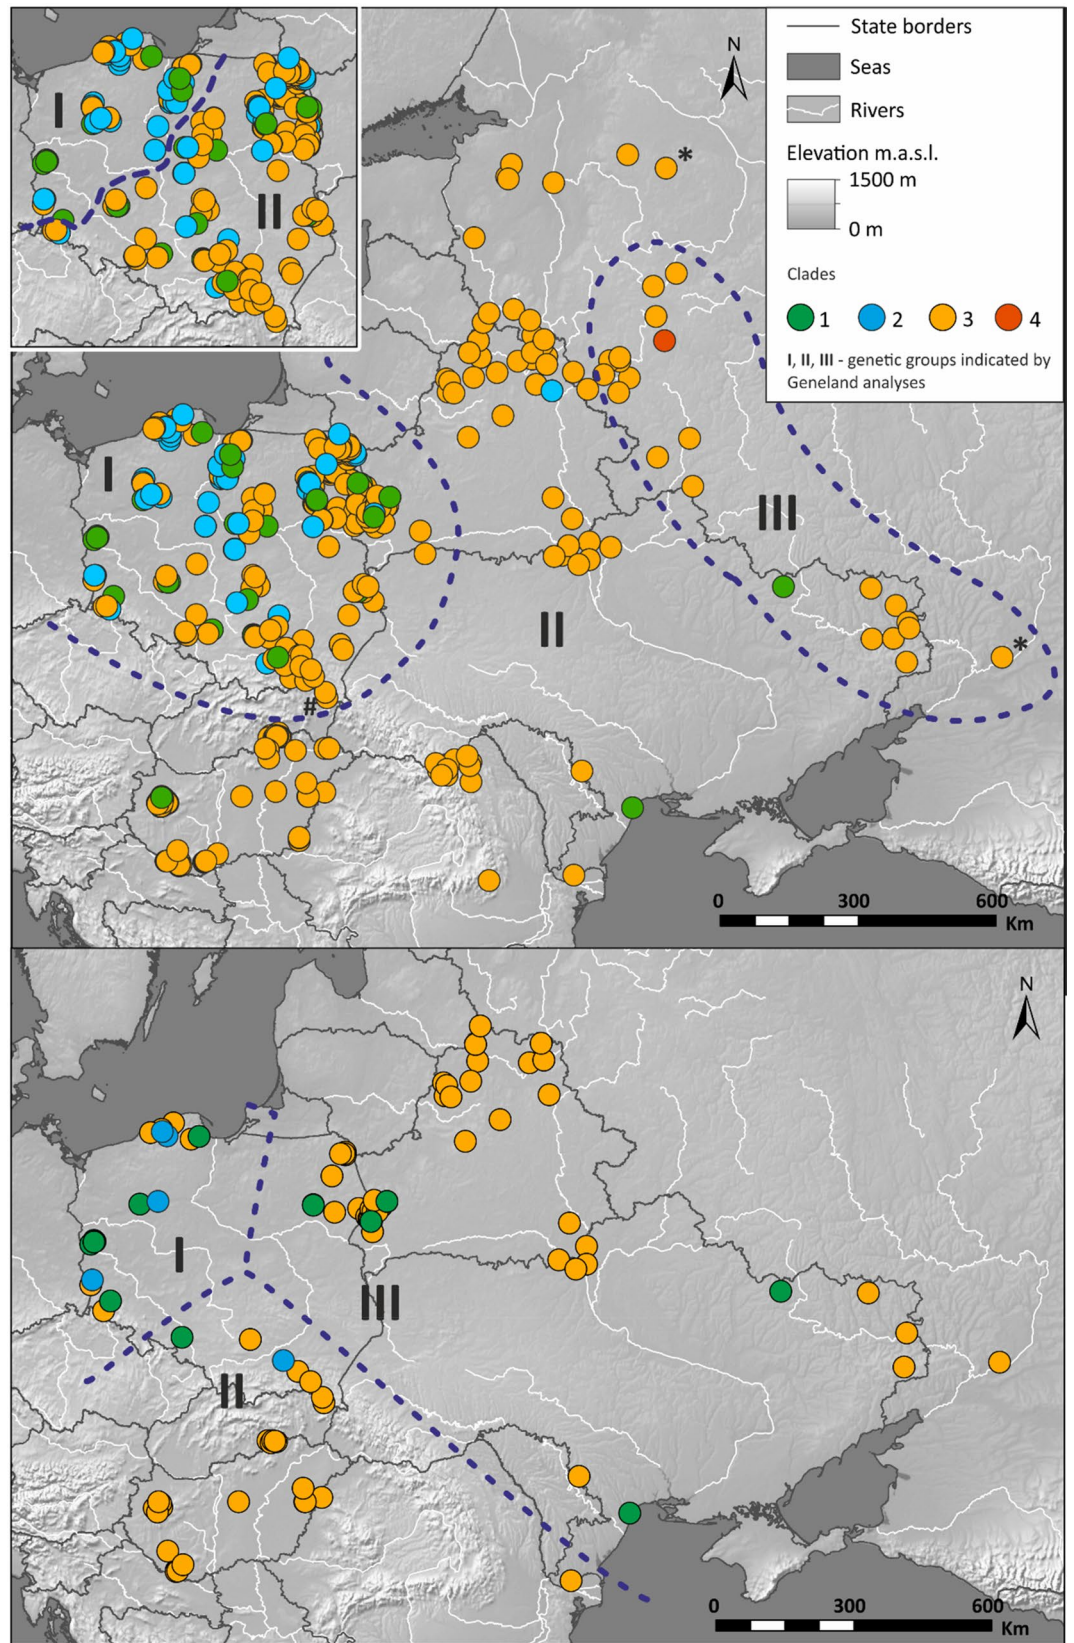 I
II
N
State borders
Seas
Rivers
Elevation m.a.s.l.
1500 m
0 m
Clades
1 2 3 4
I, II, III - genetic groups indicated by
Geneland analyses
*
I
III
II
*
#
0 300 600
Km
N
I
III
II
0 300 600
Km